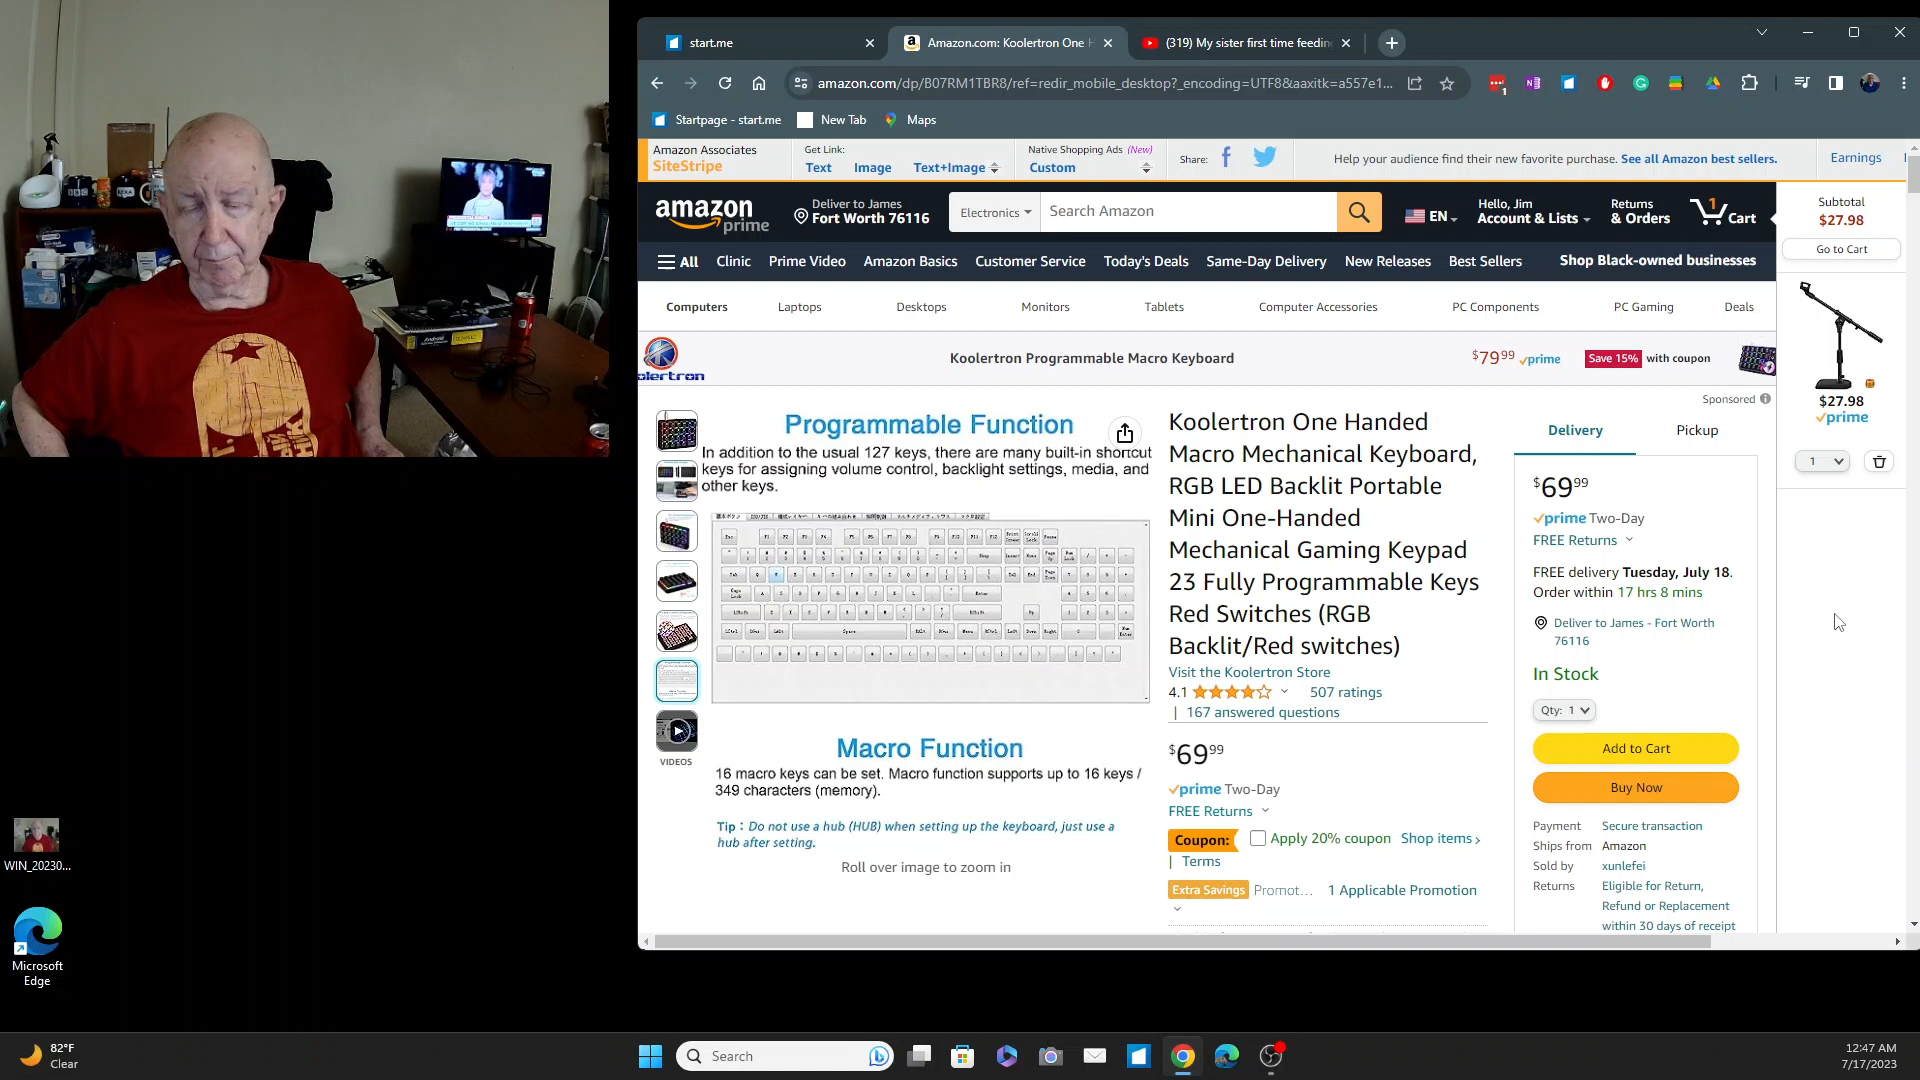 start.me
Amazon.com: Koolertron One H
(319) My sister first time feedin
amazon.com/dp/B07RM1TBR8/ref=redir_mobile_desktop?_encoding=UTF8&aaxitk=a557e1...
Startpage - start.me
New Tab
Maps
Amazon Associates
SiteStripe
Get Link:
Text Image Text+Image
Native Shopping Ads (New)
Custom
Share:
Help your audience find their new favorite purchase. See all Amazon best sellers.
Earnings
amazon
prime
Deliver to James
Fort Worth 76116
Electronics
Search Amazon
EN
Hello, Jim
Account & Lists
Returns
& Orders
1
Cart
Subtotal
$27.98
Go to Cart
All Clinic Prime Video Amazon Basics Customer Service Today's Deals Same-Day Delivery New Releases Best Sellers
Shop Black-owned businesses
Computers Laptops Desktops Monitors Tablets Computer Accessories PC Components PC Gaming Deals
olertron
Koolertron Programmable Macro Keyboard
$79.99 prime
Save 15% with coupon
Sponsored
$27.98
prime
1
Programmable Function
In addition to the usual 127 keys, there are many built-in shortcut
keys for assigning volume control, backlight settings, media, and
other keys.
Macro Function
16 macro keys can be set. Macro function supports up to 16 keys /
349 characters (memory).
Tip : Do not use a hub (HUB) when setting up the keyboard, just use a
hub after setting.
Roll over image to zoom in
VIDEOS
Koolertron One Handed
Macro Mechanical Keyboard,
RGB LED Backlit Portable
Mini One-Handed
Mechanical Gaming Keypad
23 Fully Programmable Keys
Red Switches (RGB
Backlit/Red switches)
Visit the Koolertron Store
4.1 507 ratings
| 167 answered questions
$69.99
prime Two-Day
FREE Returns
Coupon: Apply 20% coupon Shop items
| Terms
Extra Savings Promot... 1 Applicable Promotion
Delivery
Pickup
$69.99
prime Two-Day
FREE Returns
FREE delivery Tuesday, July 18.
Order within 17 hrs 8 mins
Deliver to James - Fort Worth
76116
In Stock
Qty: 1
Add to Cart
Buy Now
Payment Secure transaction
Ships from Amazon
Sold by xunlefei
Returns Eligible for Return,
Refund or Replacement
within 30 days of receipt
WIN_20230...
Microsoft
Edge
82°F
Clear
Search
12:47 AM
7/17/2023